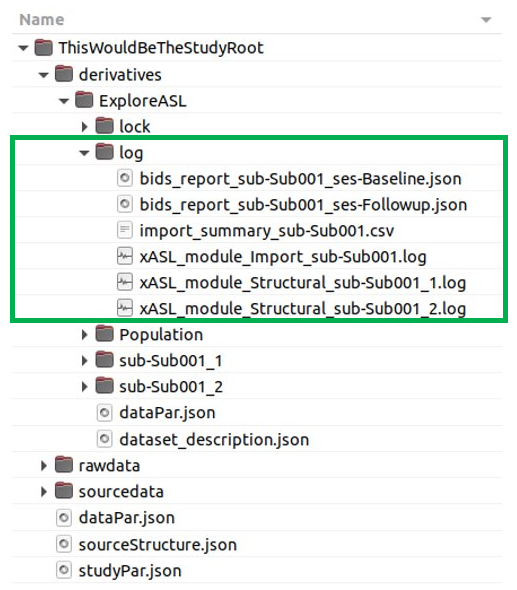 Name
ThisWouldBeTheStudyRoot
derivatives
ExploreASL
lock
log
bids_report_sub-Sub001_ses-Baseline.json
bids_report_sub-Sub001_ses-Followup.json
import_summary_sub-Sub001.csv
xASL_module_Import_sub-Sub001.log
xASL_module_Structural_sub-Sub001_1.log
xASL_module_Structural_sub-Sub001_2.log
Population
sub-Sub001_1
sub-Sub001_2
dataPar.json
dataset_description.json
rawdata
sourcedata
dataPar.json
sourceStructure.json
studyPar.json